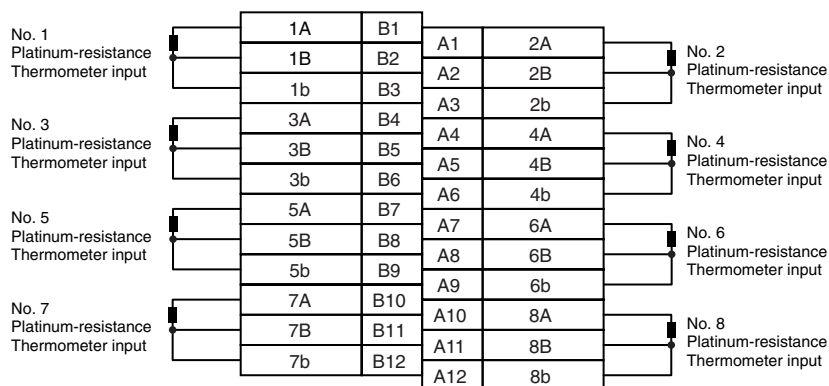 No. 1
Platinum-resistance
Thermometer input
1A B1
1B B2
1b B3
No. 3
Platinum-resistance
Thermometer input
3A B4
3B B5
3b B6
No. 5
Platinum-resistance
Thermometer input
5A B7
5B B8
5b B9
No. 7
Platinum-resistance
Thermometer input
7A B10
7B B11
7b B12
A1 2A
A2 2B
A3 2b
No. 2
Platinum-resistance
Thermometer input
A4 4A
A5 4B
A6 4b
No. 4
Platinum-resistance
Thermometer input
A7 6A
A8 6B
A9 6b
No. 6
Platinum-resistance
Thermometer input
A10 8A
A11 8B
A12 8b
No. 8
Platinum-resistance
Thermometer input